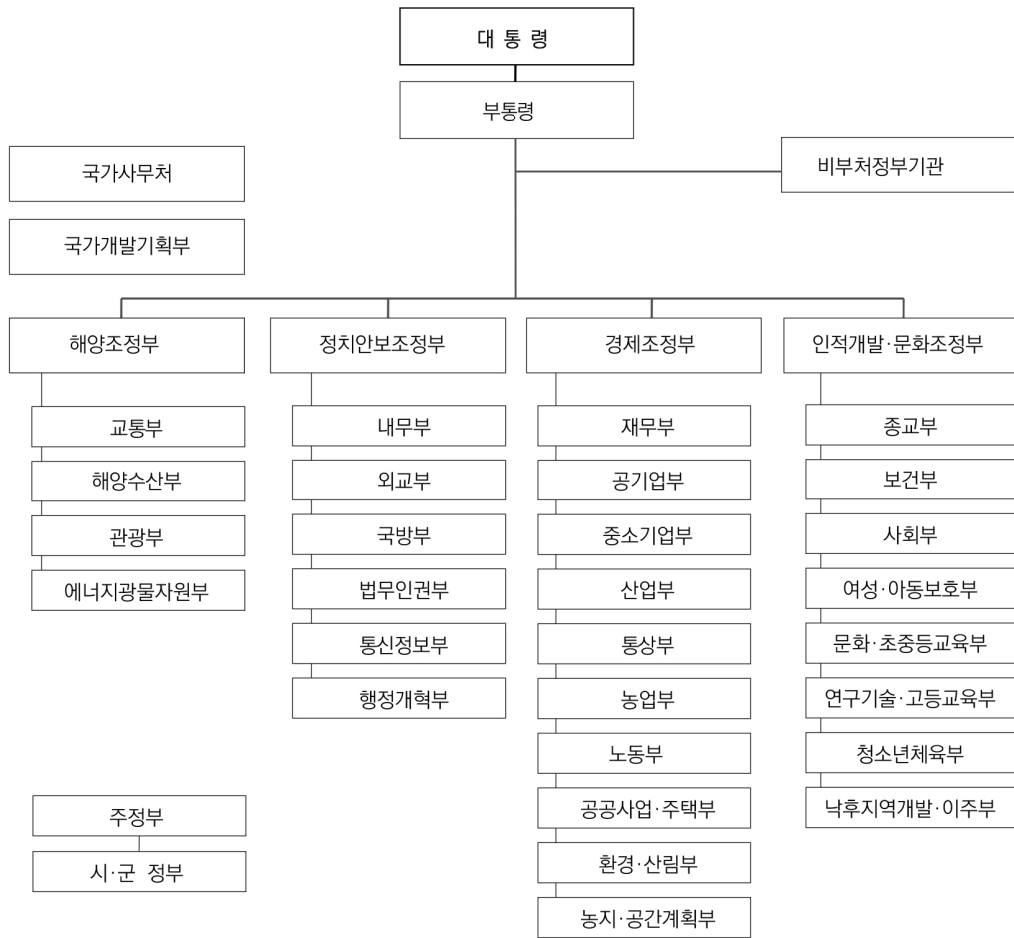 대 통 령
부통령
국가사무처
비부처정부기관
국가개발기획부
해양조정부
교통부
해양수산부
관광부
에너지광물자원부
정치안보조정부
내무부
외교부
국방부
법무인권부
통신정보부
행정개혁부
경제조정부
재무부
공기업부
중소기업부
산업부
통상부
농업부
노동부
공공사업·주택부
환경·산림부
농지·공간계획부
인적개발·문화조정부
종교부
보건부
사회부
여성·아동보호부
문화·초중등교육부
연구기술·고등교육부
청소년체육부
낙후지역개발·이주부
주정부
시·군 정부